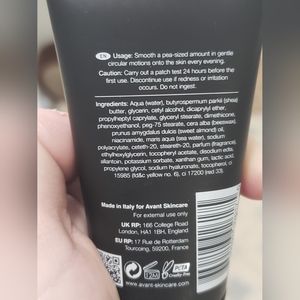 EN Usage: Smooth a pea-sized amount in gentle
circular motions onto the skin every evening.
Caution: Carry out a patch test 24 hours before the
first use. Discontinue use if redness or irritation
occurs. Do not ingest.
Ingredients: Aqua (water), butyrospermum parkii (shea)
butter, glycerin, cetyl alcohol, dicaprylyl ether,
propylheptyl caprylate, glyceryl stearate, dimethicone,
phenoxyethanol, peg-75 stearate, cera alba (beeswax)
prunus amygdalus dulcis (sweet almond) oil,
niacinamide, maris aqua (sea water), sodium
polyacrylate, ceteth-20, steareth-20, parfum (fragrance),
ethylhexylglycerin, tocopheryl acetate, disodium edta,
allantoin, potassium sorbate, xanthan gum, lactic acid,
propylene glycol, tocopherol,
15985 (fd&c yellow no. 6), ci 17200 (red 33).
Made in Italy for Avant Skincare
For external use only
UK RP: 166 College Road
London, HA1 1BH, England
EU RP: 17 Rue de Rotterdam
Tourcoing, 59200, France
12M
Cruelty-Free
PETA
www.avant-skincare.com